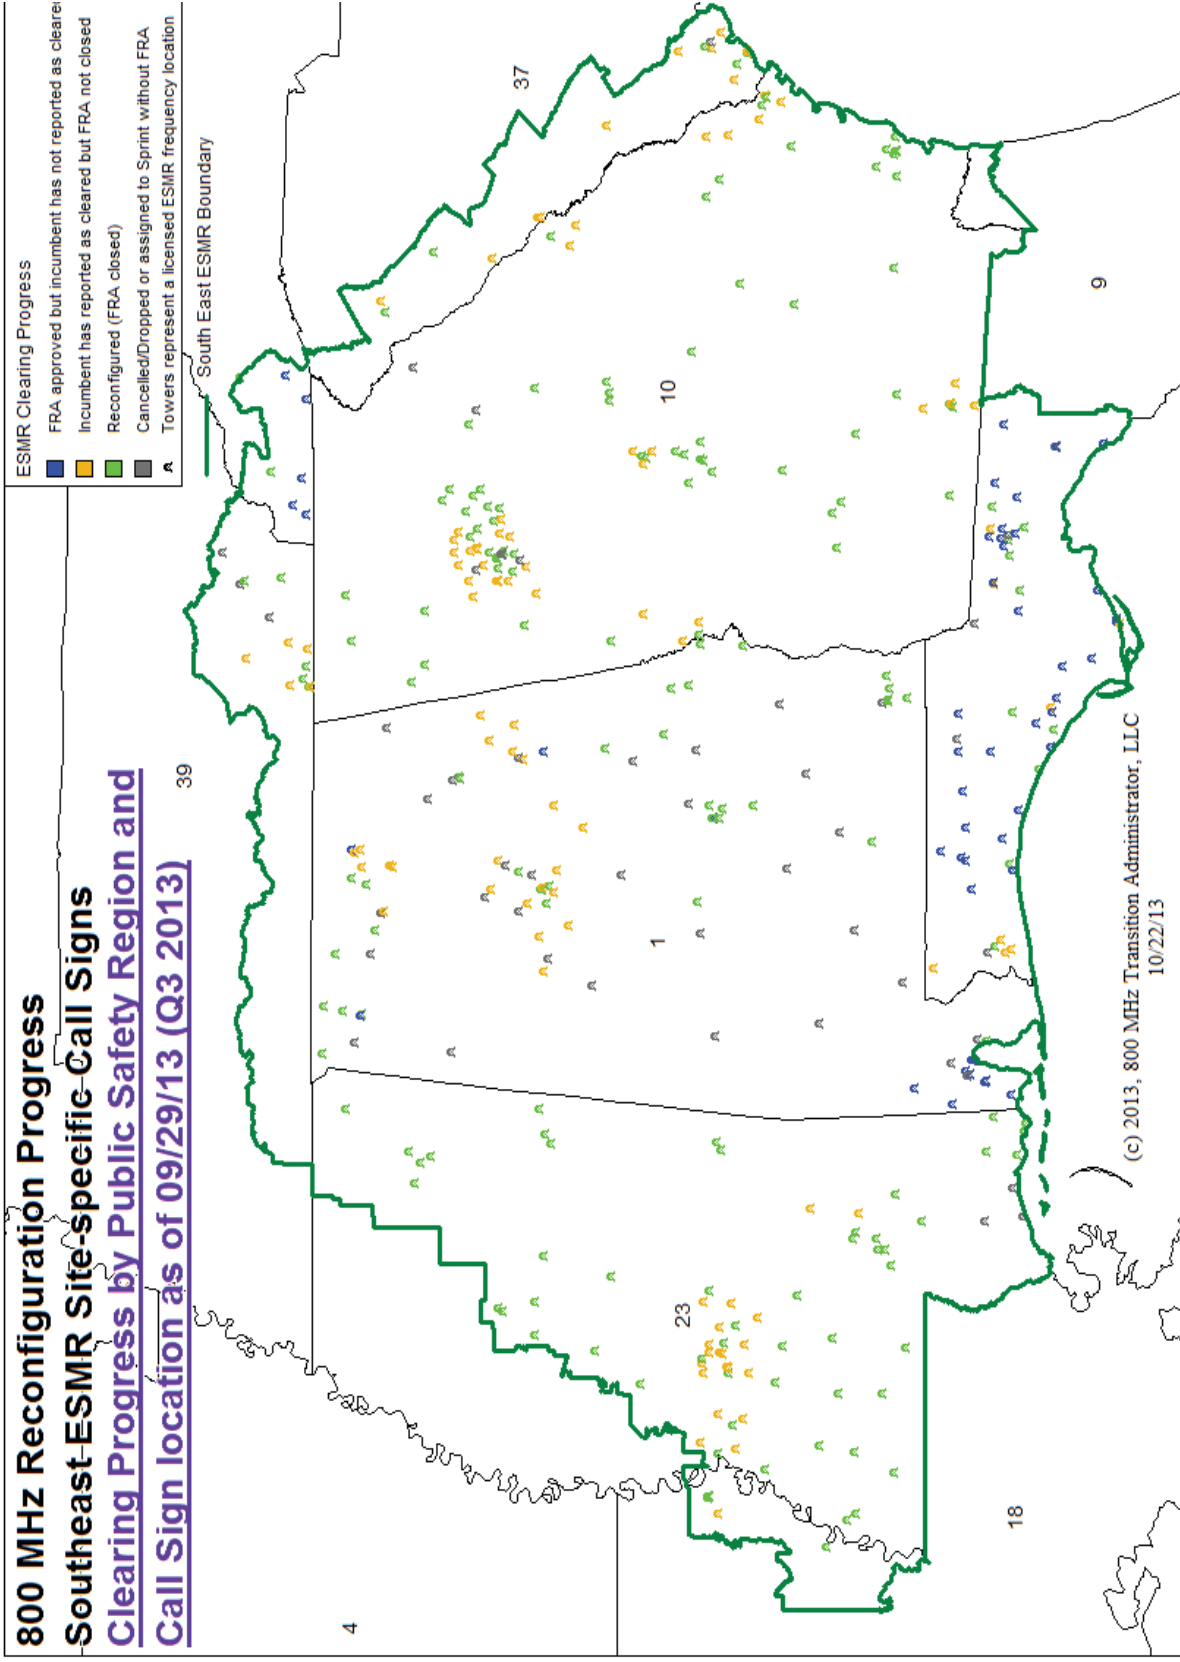 800 MHz Reconfiguration Progress
Southeast ESMR Site-specific Call Signs
Clearing Progress by Public Safety Region and
Call Sign location as of 09/29/13 (Q3 2013)
ESMR Clearing Progress
FRA approved but incumbent has not reported as cleared
Incumbent has reported as cleared but FRA not closed
Reconfigured (FRA closed)
Cancelled/Dropped or assigned to Sprint without FRA
Towers represent a licensed ESMR frequency location
South East ESMR Boundary
39
37
4
23
1
10
18
9
(c) 2013, 800 MHz Transition Administrator, LLC
10/22/13